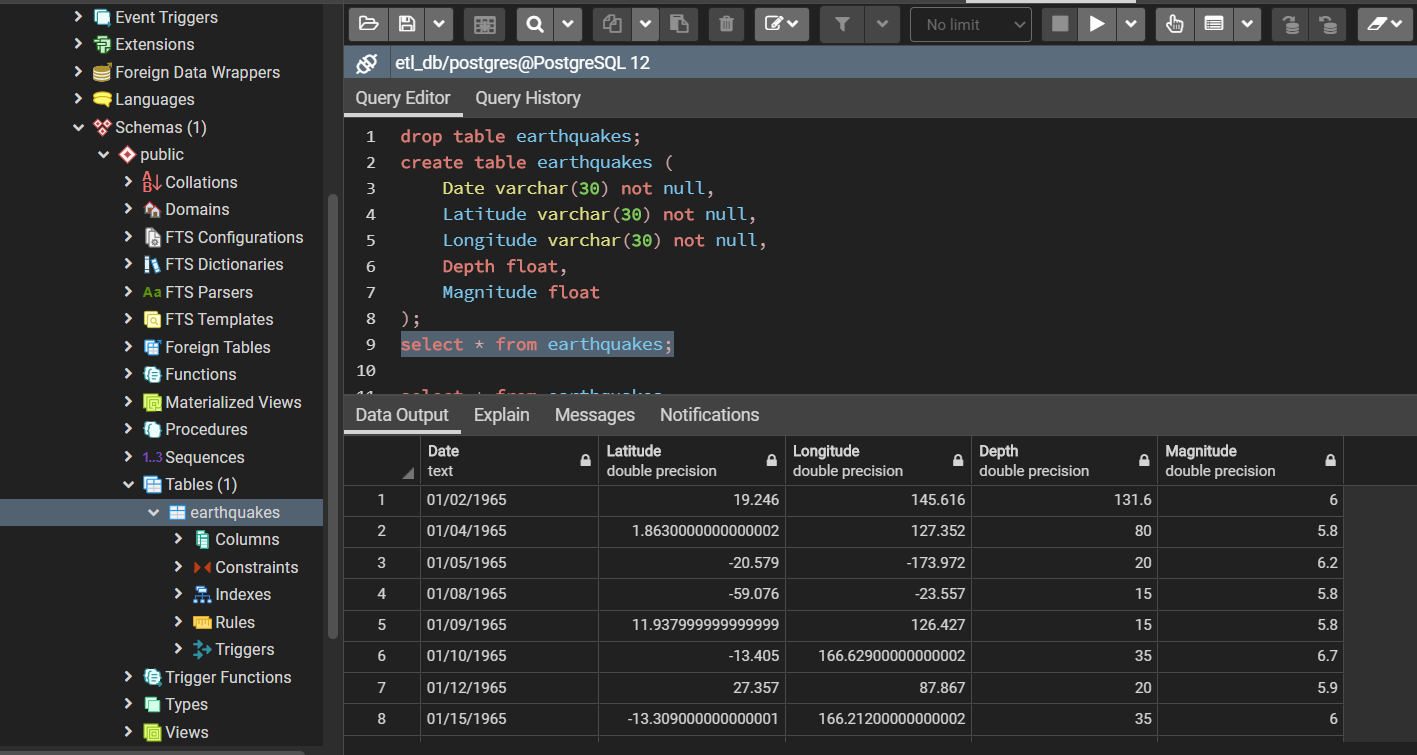 Event Triggers
Extensions
Foreign Data Wrappers
Languages
Schemas (1)
public
Collations
Domains
FTS Configurations
FTS Dictionaries
Aa FTS Parsers
FTS Templates
Foreign Tables
Functions
Materialized Views
Procedures
1..3 Sequences
Tables (1)
earthquakes
Columns
Constraints
Indexes
Rules
Triggers
Trigger Functions
Types
Views
No limit
etl_db/postgres@PostgreSQL 12
Query Editor Query History
1 drop table earthquakes;
2 create table earthquakes (
3 Date varchar(30) not null,
4 Latitude varchar(30) not null,
5 Longitude varchar(30) not null,
6 Depth float,
7 Magnitude float
8 );
9 select * from earthquakes;
10
11 select * from earthquakes
Data Output Explain Messages Notifications
Date Latitude Longitude Depth Magnitude
text double precision double precision double precision double precision
1 01/02/1965 19.246 145.616 131.6 6
2 01/04/1965 1.8630000000000002 127.352 80 5.8
3 01/05/1965 -20.579 -173.972 20 6.2
4 01/08/1965 -59.076 -23.557 15 5.8
5 01/09/1965 11.937999999999999 126.427 15 5.8
6 01/10/1965 -13.405 166.62900000000002 35 6.7
7 01/12/1965 27.357 87.867 20 5.9
8 01/15/1965 -13.309000000000001 166.21200000000002 35 6